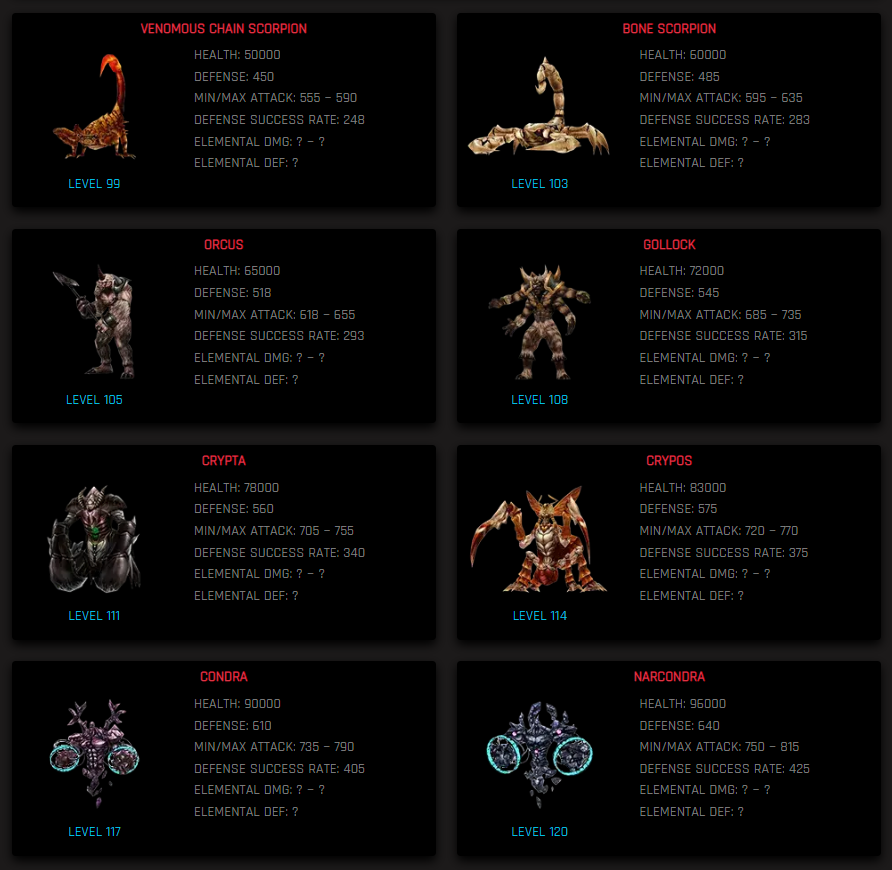 VENOMOUS CHAIN SCORPION
HEALTH: 50000
DEFENSE: 450
MIN/MAX ATTACK: 555 – 590
DEFENSE SUCCESS RATE: 248
ELEMENTAL DMG: ? – ?
ELEMENTAL DEF: ?
LEVEL 99
BONE SCORPION
HEALTH: 60000
DEFENSE: 485
MIN/MAX ATTACK: 595 – 635
DEFENSE SUCCESS RATE: 283
ELEMENTAL DMG: ? – ?
ELEMENTAL DEF: ?
LEVEL 103
ORCUS
HEALTH: 65000
DEFENSE: 518
MIN/MAX ATTACK: 618 – 655
DEFENSE SUCCESS RATE: 293
ELEMENTAL DMG: ? – ?
ELEMENTAL DEF: ?
LEVEL 105
GOLLOCK
HEALTH: 72000
DEFENSE: 545
MIN/MAX ATTACK: 685 – 735
DEFENSE SUCCESS RATE: 315
ELEMENTAL DMG: ? – ?
ELEMENTAL DEF: ?
LEVEL 108
CRYPTA
HEALTH: 78000
DEFENSE: 560
MIN/MAX ATTACK: 705 – 755
DEFENSE SUCCESS RATE: 340
ELEMENTAL DMG: ? – ?
ELEMENTAL DEF: ?
LEVEL 111
CRYPOS
HEALTH: 83000
DEFENSE: 575
MIN/MAX ATTACK: 720 – 770
DEFENSE SUCCESS RATE: 375
ELEMENTAL DMG: ? – ?
ELEMENTAL DEF: ?
LEVEL 114
CONDRA
HEALTH: 90000
DEFENSE: 610
MIN/MAX ATTACK: 735 – 790
DEFENSE SUCCESS RATE: 405
ELEMENTAL DMG: ? – ?
ELEMENTAL DEF: ?
LEVEL 117
NARCONDRA
HEALTH: 96000
DEFENSE: 640
MIN/MAX ATTACK: 750 – 815
DEFENSE SUCCESS RATE: 425
ELEMENTAL DMG: ? – ?
ELEMENTAL DEF: ?
LEVEL 120